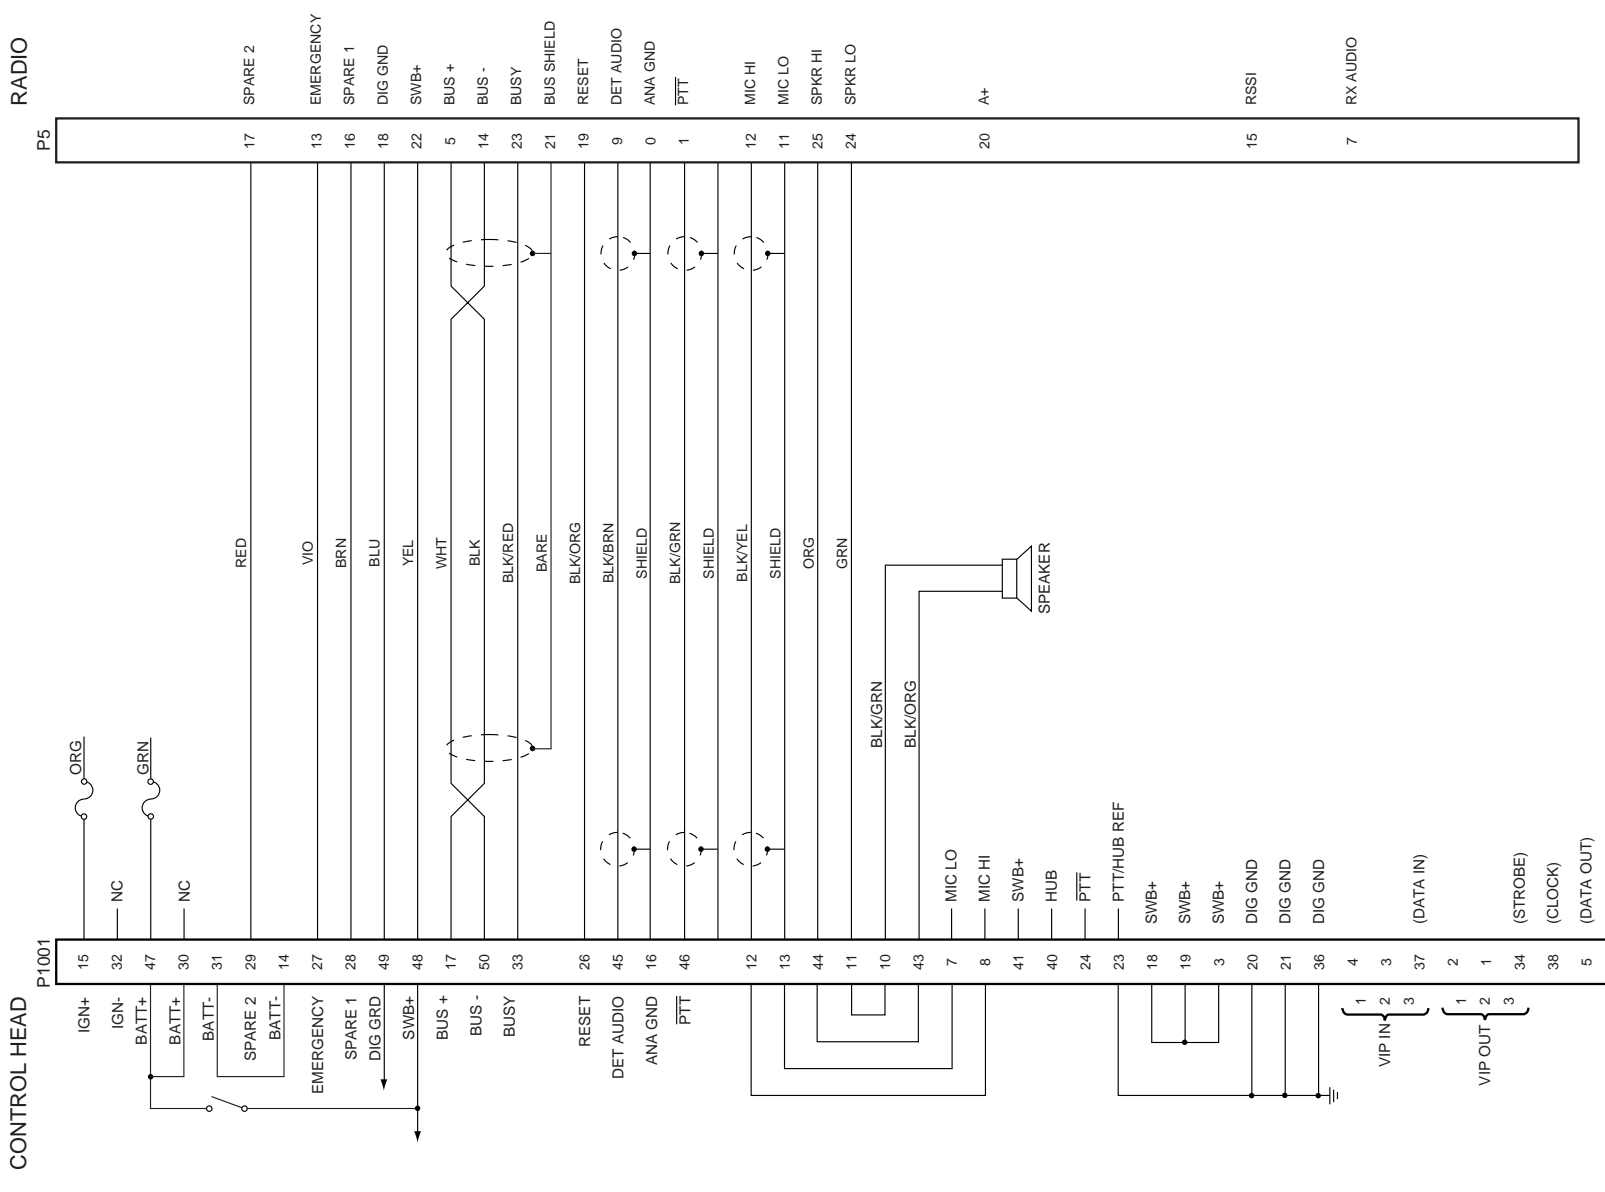 CONTROL HEAD
P1001
IGN+ 15 ORG
IGN- 32 NC
BATT+ 47 GRN
BATT+ 30 NC
BATT- 31
SPARE 2 29 RED 17 SPARE 2
BATT- 14
EMERGENCY 27 VIO 13 EMERGENCY
SPARE 1 28 BRN 16 SPARE 1
DIG GRD 49 BLU 18 DIG GND
SWB+ 48 YEL 22 SWB+
BUS + 17 WHT 5 BUS +
BUS - 50 BLK 14 BUS -
BUSY 33 BLK/RED 23 BUSY
BARE 21 BUS SHIELD
RESET 26 BLK/ORG 19 RESET
DET AUDIO 45 BLK/BRN 9 DET AUDIO
ANA GND 16 SHIELD 0 ANA GND
PTT 46 BLK/GRN 1 PTT
SHIELD
12 BLK/YEL 12 MIC HI
13 SHIELD 11 MIC LO
44 ORG 25 SPKR HI
11 GRN 24 SPKR LO
10 BLK/GRN
43 BLK/ORG
SPEAKER
7 MIC LO
8 MIC HI 20 A+
41 SWB+
40 HUB
24 PTT
23 PTT/HUB REF
18 SWB+
19 SWB+
3 SWB+
20 DIG GND 15 RSSI
21 DIG GND
36 DIG GND
VIP IN
1 4
2 3 7 RX AUDIO
3 37 (DATA IN)
VIP OUT
1 2
2 1
3 34 (STROBE)
38 (CLOCK)
5 (DATA OUT)
P5
RADIO